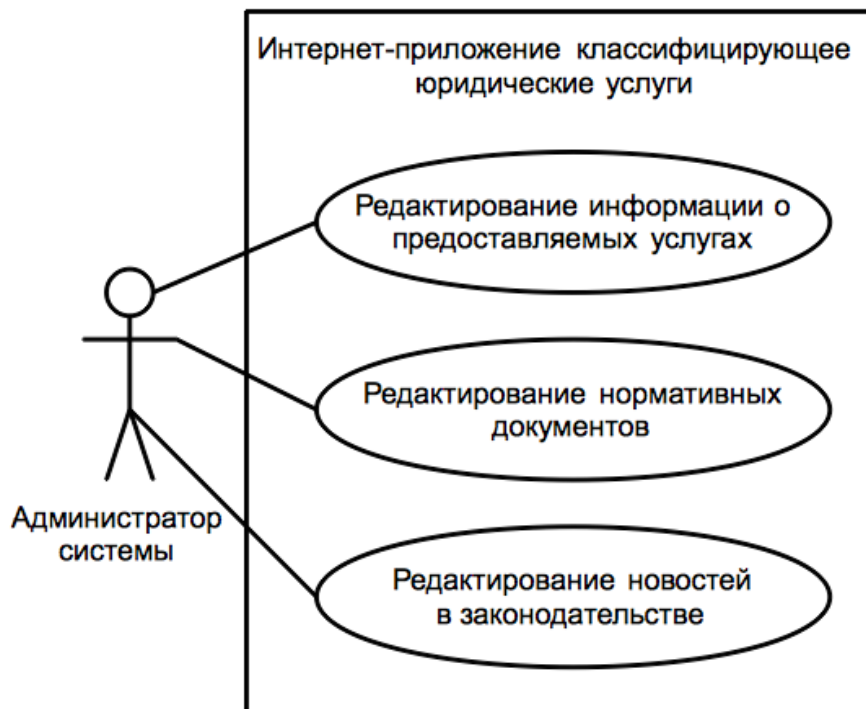 Интернет-приложение классифицирующее
юридические услуги
Редактирование информации о
предоставляемых услугах
Редактирование нормативных
документов
Администратор
системы
Редактирование новостей
в законодательстве